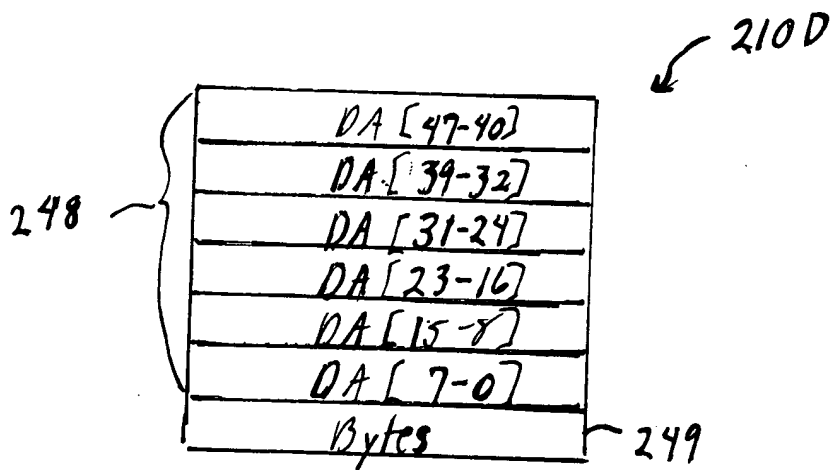 210D
DA [47-40]
DA [39-32]
248
DA [31-24]
DA [23-16]
DA [15-8]
DA [7-0]
Bytes
249